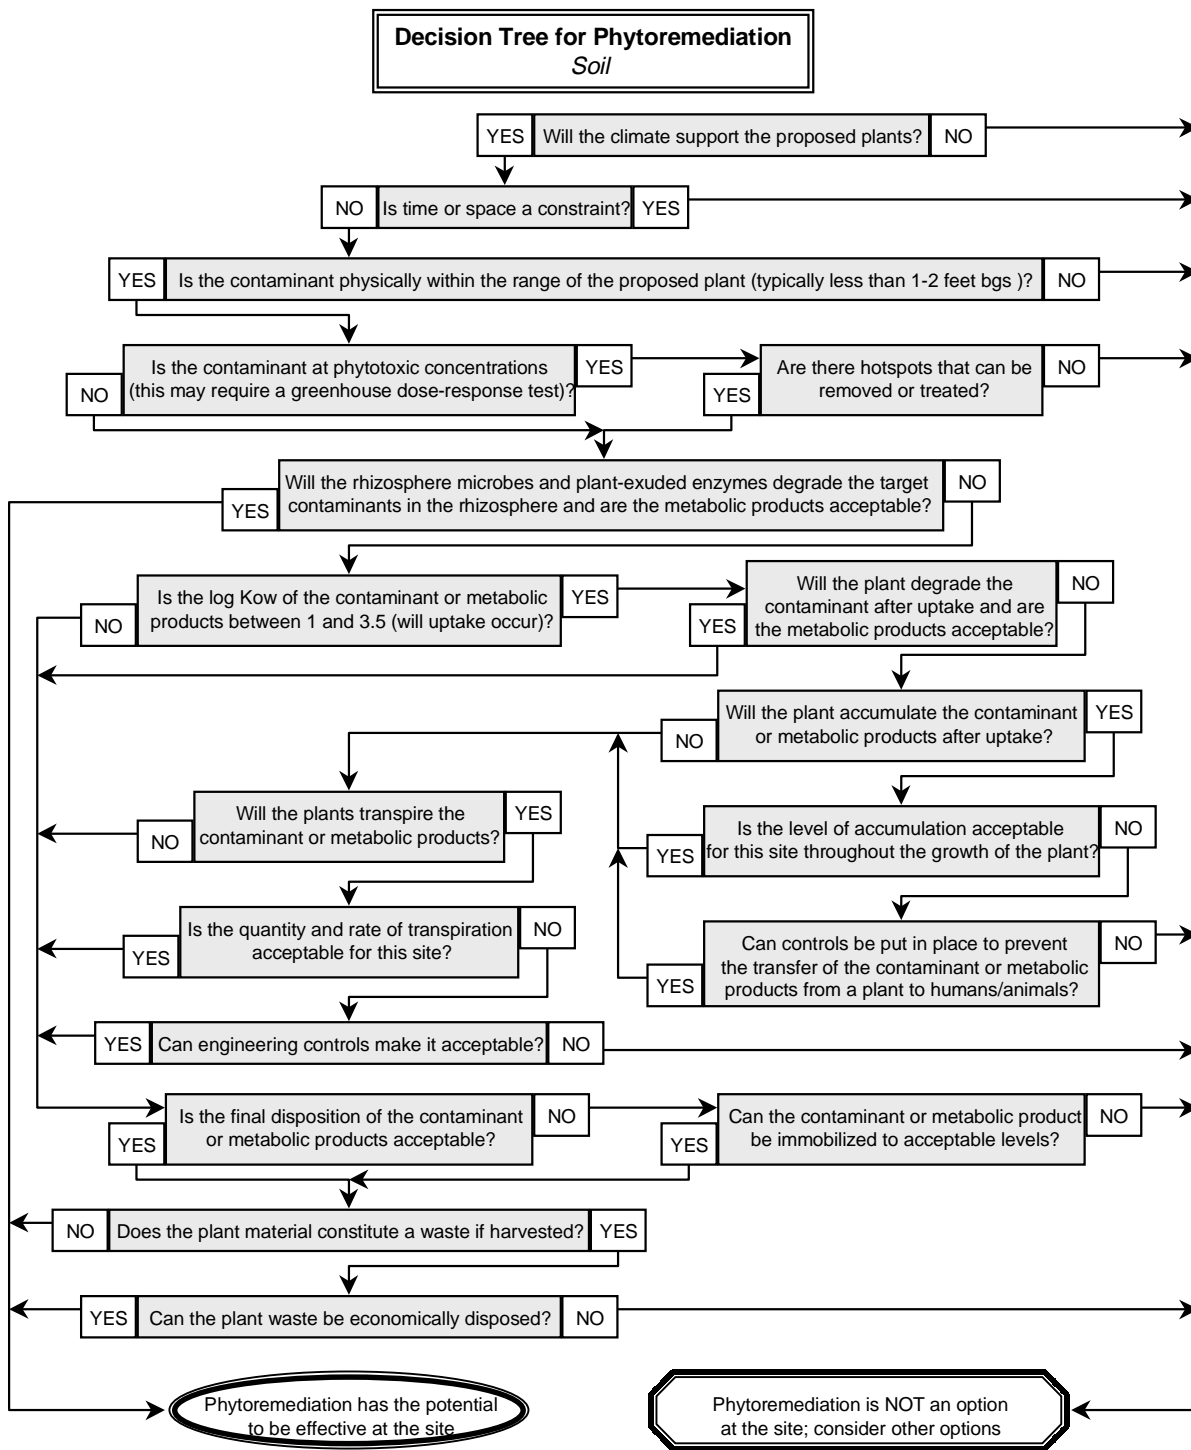 Decision Tree for Phytoremediation
Soil
YES
Will the climate support the proposed plants?
NO
NO
Is time or space a constraint?
YES
YES
Is the contaminant physically within the range of the proposed plant (typically less than 1-2 feet bgs )?
NO
Is the contaminant at phytotoxic concentrations
(this may require a greenhouse dose-response test)?
YES
NO
Are there hotspots that can be
removed or treated?
NO
YES
Will the rhizosphere microbes and plant-exuded enzymes degrade the target
contaminants in the rhizosphere and are the metabolic products acceptable?
NO
YES
Is the log Kow of the contaminant or metabolic
products between 1 and 3.5 (will uptake occur)?
YES
NO
Will the plant degrade the
contaminant after uptake and are
the metabolic products acceptable?
NO
YES
Will the plant accumulate the contaminant
or metabolic products after uptake?
YES
NO
Will the plants transpire the
contaminant or metabolic products?
YES
NO
Is the level of accumulation acceptable
for this site throughout the growth of the plant?
NO
YES
Is the quantity and rate of transpiration
acceptable for this site?
NO
YES
Can controls be put in place to prevent
the transfer of the contaminant or metabolic
products from a plant to humans/animals?
NO
YES
YES
Can engineering controls make it acceptable?
NO
Is the final disposition of the contaminant
or metabolic products acceptable?
NO
YES
Can the contaminant or metabolic product
be immobilized to acceptable levels?
NO
YES
NO
Does the plant material constitute a waste if harvested?
YES
YES
Can the plant waste be economically disposed?
NO
Phytoremediation has the potential
to be effective at the site
Phytoremediation is NOT an option
at the site; consider other options